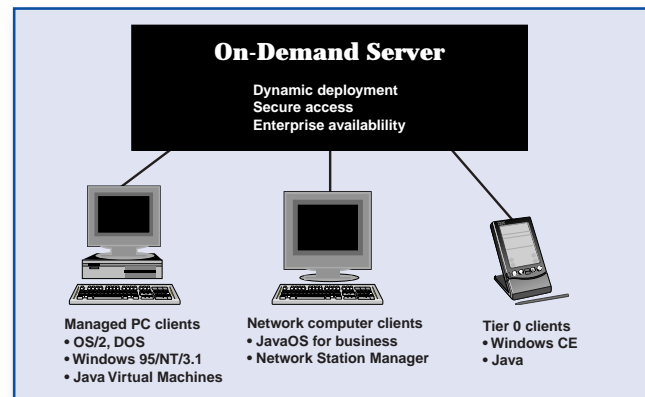 On-Demand Server
Dynamic deployment
Secure access
Enterprise availablility
Managed PC clients
• OS/2, DOS
• Windows 95/NT/3.1
• Java Virtual Machines
Network computer clients
• JavaOS for business
• Network Station Manager
Tier 0 clients
• Windows CE
• Java